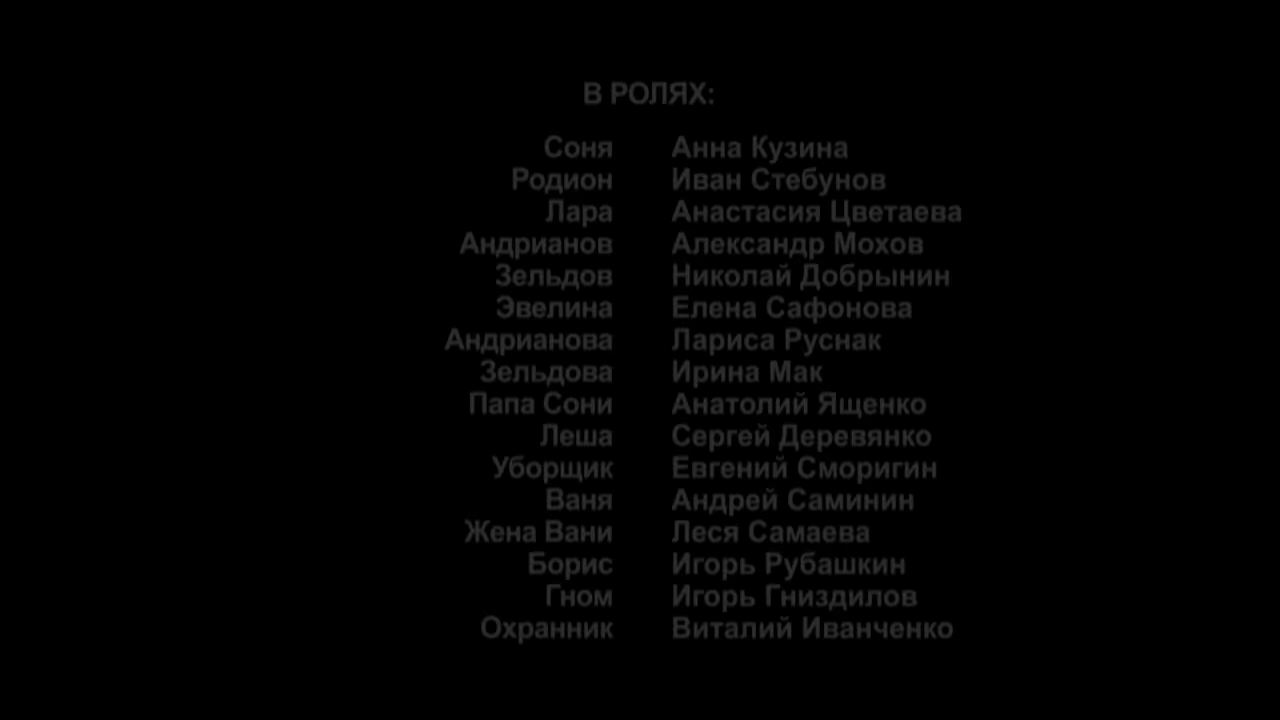 В РОЛЯХ:
Соня Анна Кузина
Родион Иван Стебунов
Лара Анастасия Цветаева
Андрианов Александр Мохов
Зельдов Николай Добрынин
Эвелина Елена Сафонова
Андрианова Лариса Руснак
Зельдова Ирина Мак
Папа Сони Анатолий Ященко
Леша Сергей Деревянко
Уборщик Евгений Сморигин
Ваня Андрей Саминин
Жена Вани Леся Самаева
Борис Игорь Рубашкин
Гном Игорь Гниздилов
Охранник Виталий Иванченко